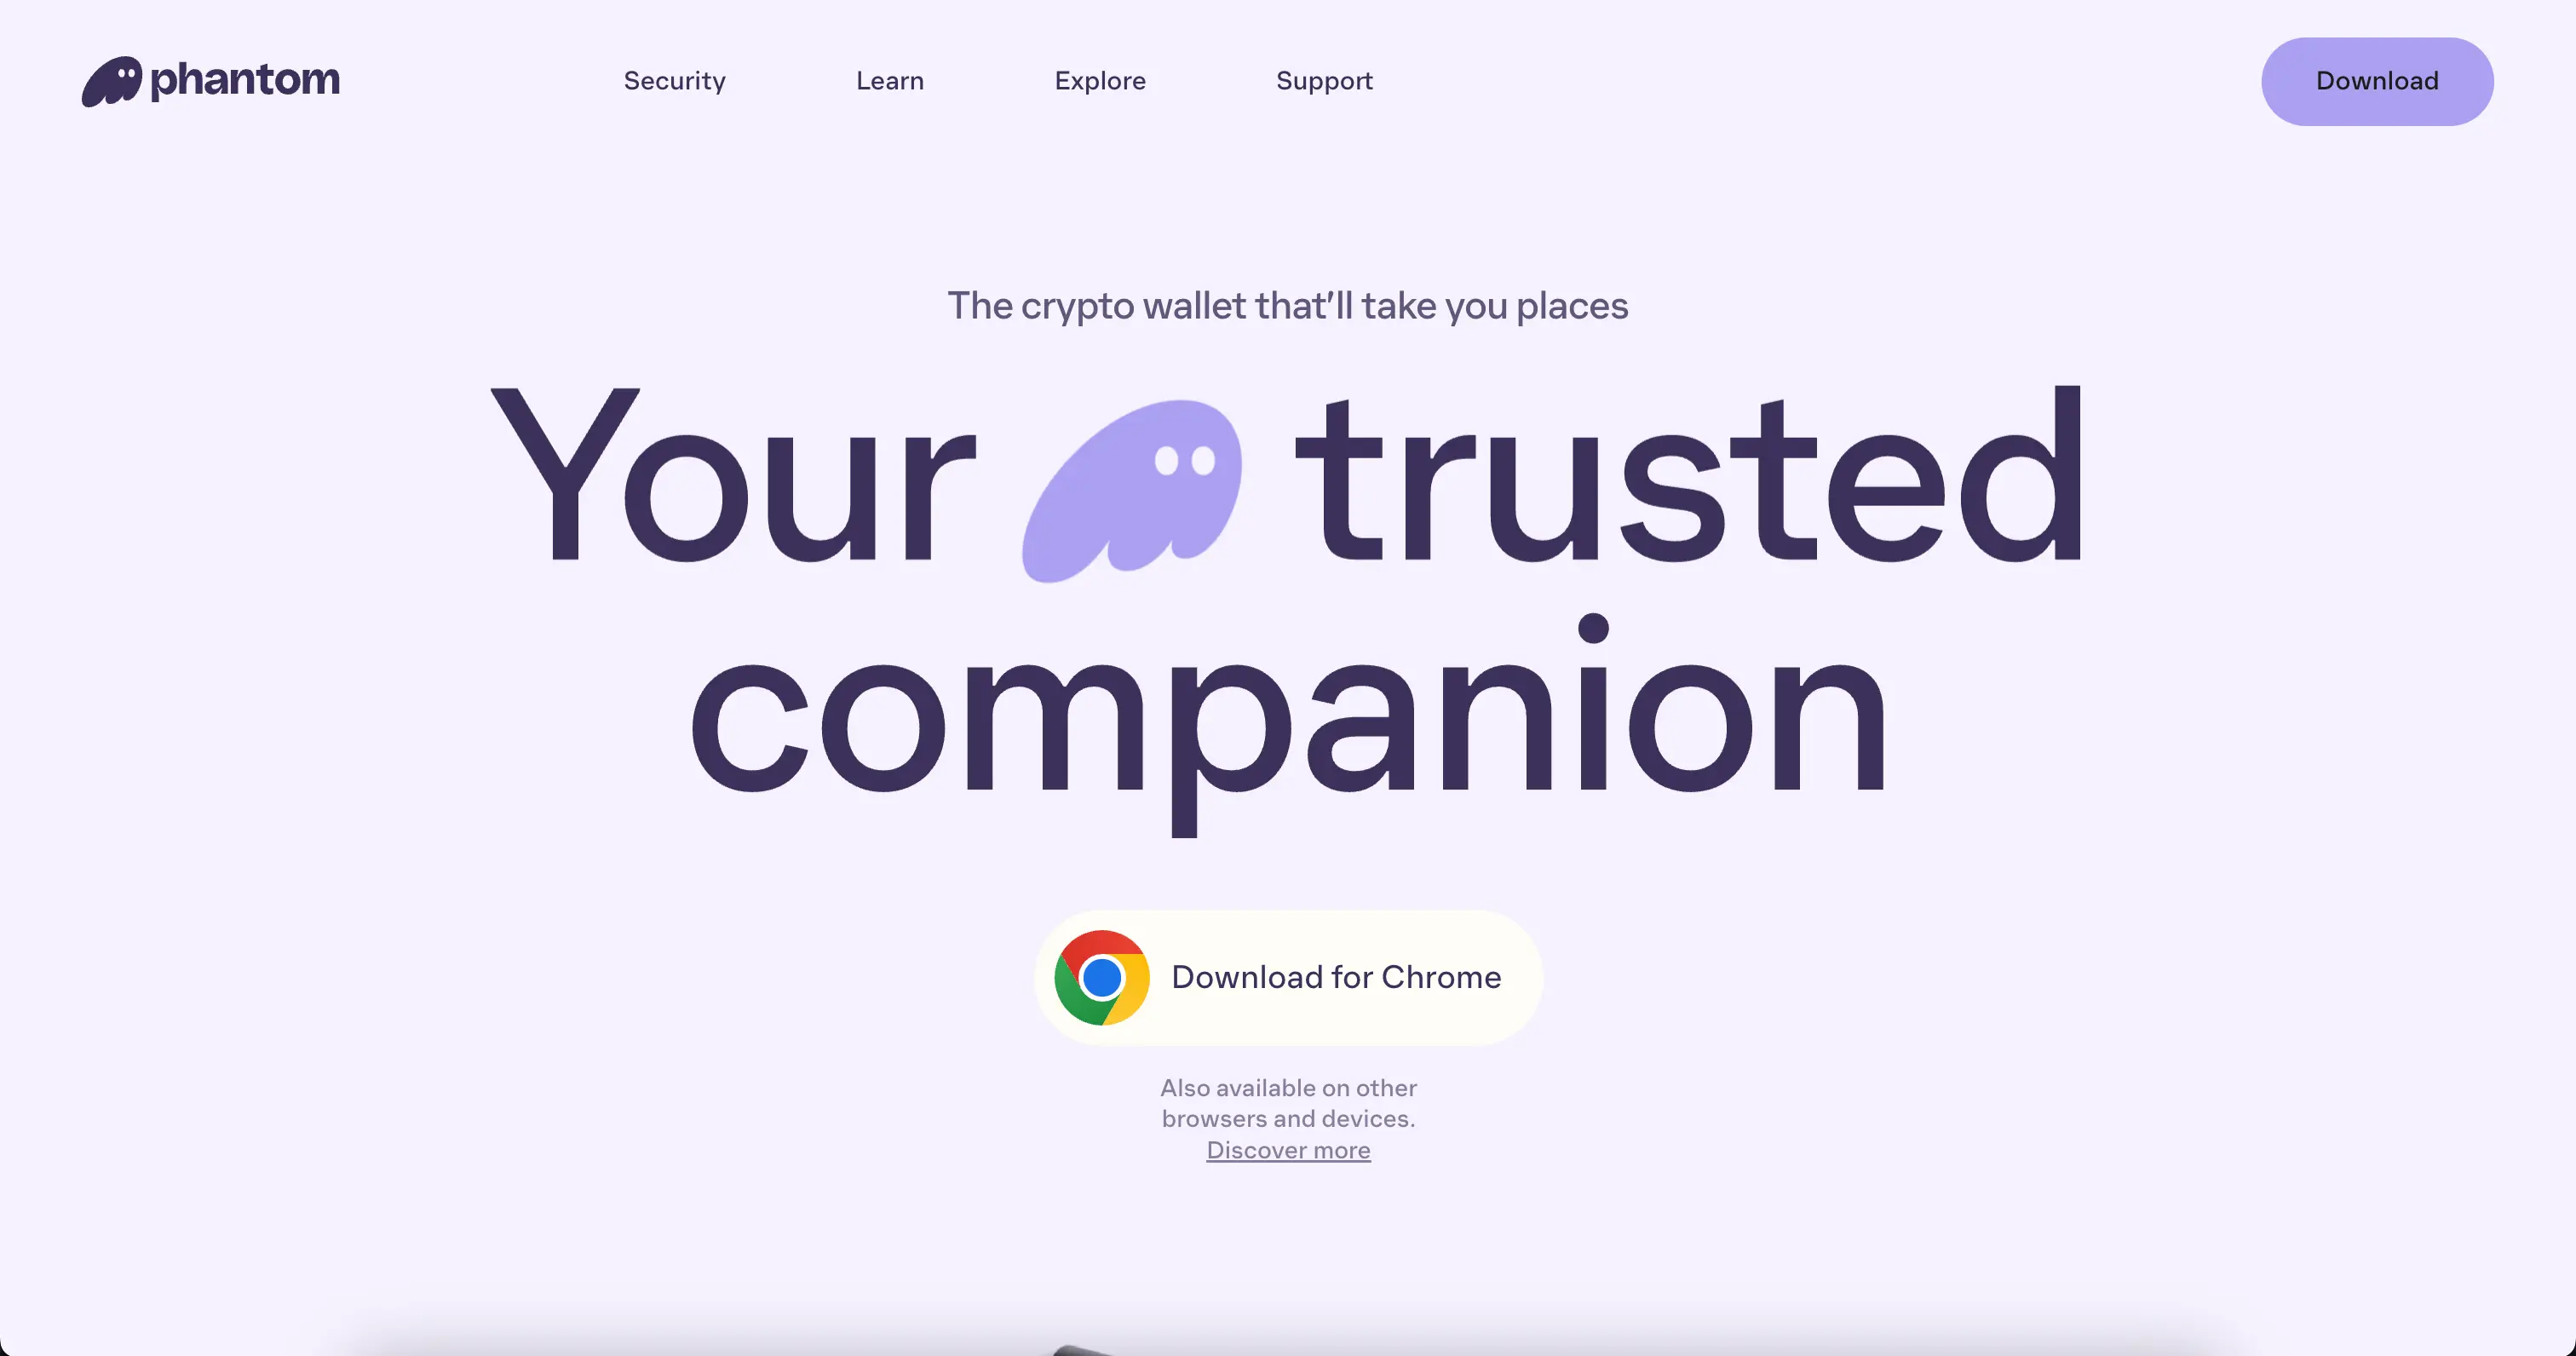 phantom
Security
Learn
Explore
Support
Download
The crypto wallet that'll take you places
Your trusted
companion
Download for Chrome
Also available on other
browsers and devices.
Discover more